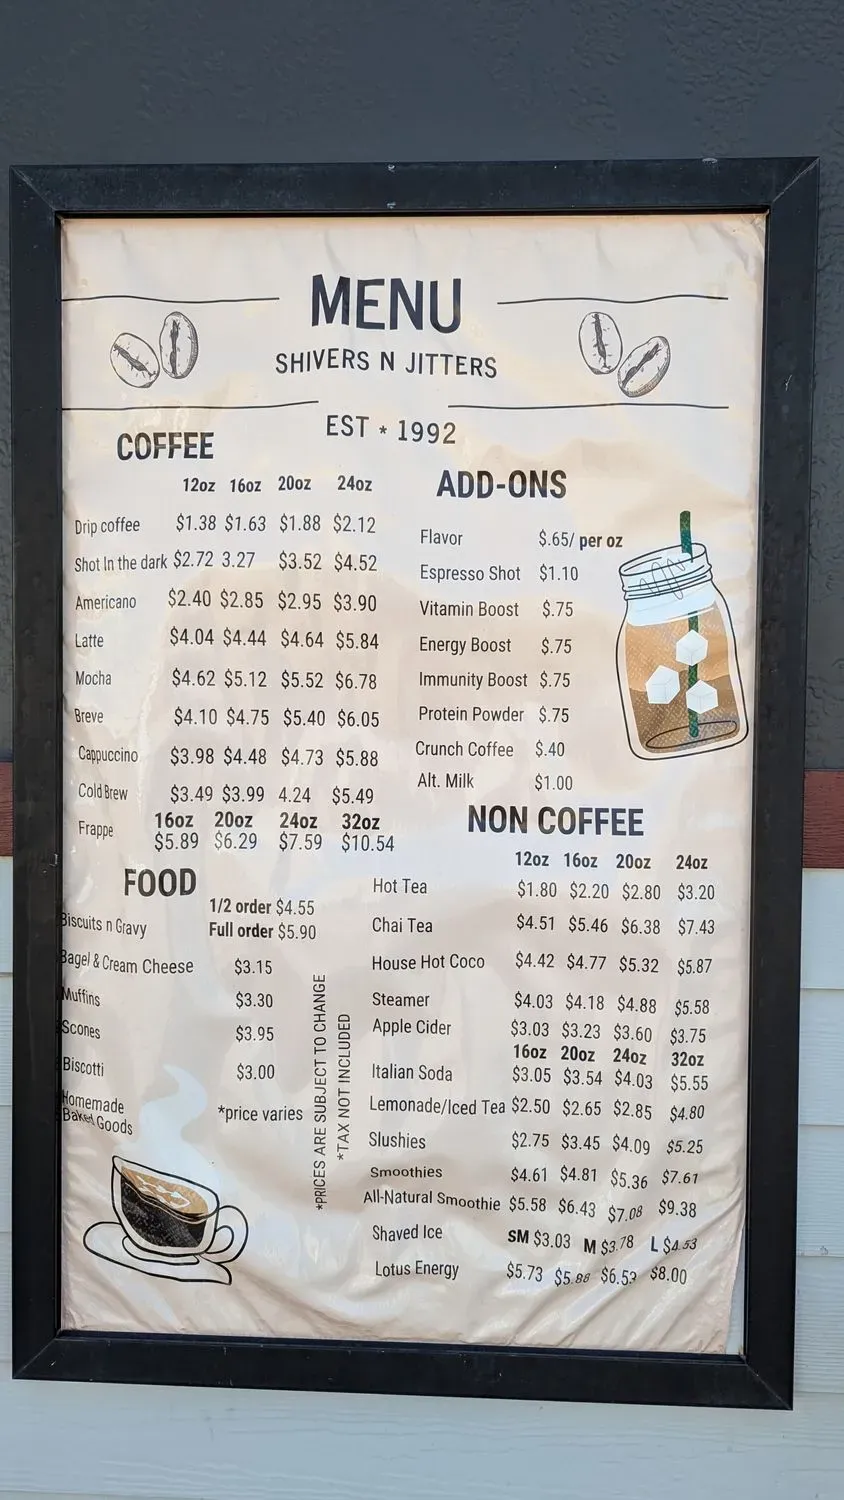 MENU
SHIVERS N JITTERS
EST * 1992
COFFEE
12oz 16oz 20oz 24oz
Drip coffee $1.38 $1.63 $1.88 $2.12
Shot In the dark $2.72 3.27 $3.52 $4.52
Americano $2.40 $2.85 $2.95 $3.90
Latte $4.04 $4.44 $4.64 $5.84
Mocha $4.62 $5.12 $5.52 $6.78
Breve $4.10 $4.75 $5.40 $6.05
Cappuccino $3.98 $4.48 $4.73 $5.88
Cold Brew $3.49 $3.99 4.24 $5.49
16oz 20oz 24oz 32oz
Frappe $5.89 $6.29 $7.59 $10.54
FOOD
1/2 order $4.55
Biscuits n Gravy Full order $5.90
Bagel & Cream Cheese $3.15
Muffins $3.30
Scones $3.95
Biscotti $3.00
Homemade
Baked Goods *price varies
*PRICES ARE SUBJECT TO CHANGE
*TAX NOT INCLUDED
ADD-ONS
Flavor $.65/ per oz
Espresso Shot $1.10
Vitamin Boost $.75
Energy Boost $.75
Immunity Boost $.75
Protein Powder $.75
Crunch Coffee $.40
Alt. Milk $1.00
NON COFFEE
12oz 16oz 20oz 24oz
Hot Tea $1.80 $2.20 $2.80 $3.20
Chai Tea $4.51 $5.46 $6.38 $7.43
House Hot Coco $4.42 $4.77 $5.32 $5.87
Steamer $4.03 $4.18 $4.88 $5.58
Apple Cider $3.03 $3.23 $3.60 $3.75
16oz 20oz 24oz 32oz
Italian Soda $3.05 $3.54 $4.03 $5.55
Lemonade/Iced Tea $2.50 $2.65 $2.85 $4.80
Slushies $2.75 $3.45 $4.09 $5.25
Smoothies $4.61 $4.81 $5.36 $7.61
All-Natural Smoothie $5.58 $6.43 $7.08 $9.38
Shaved Ice SM $3.03 M $3.78 L $4.53
Lotus Energy $5.73 $5.88 $8.00